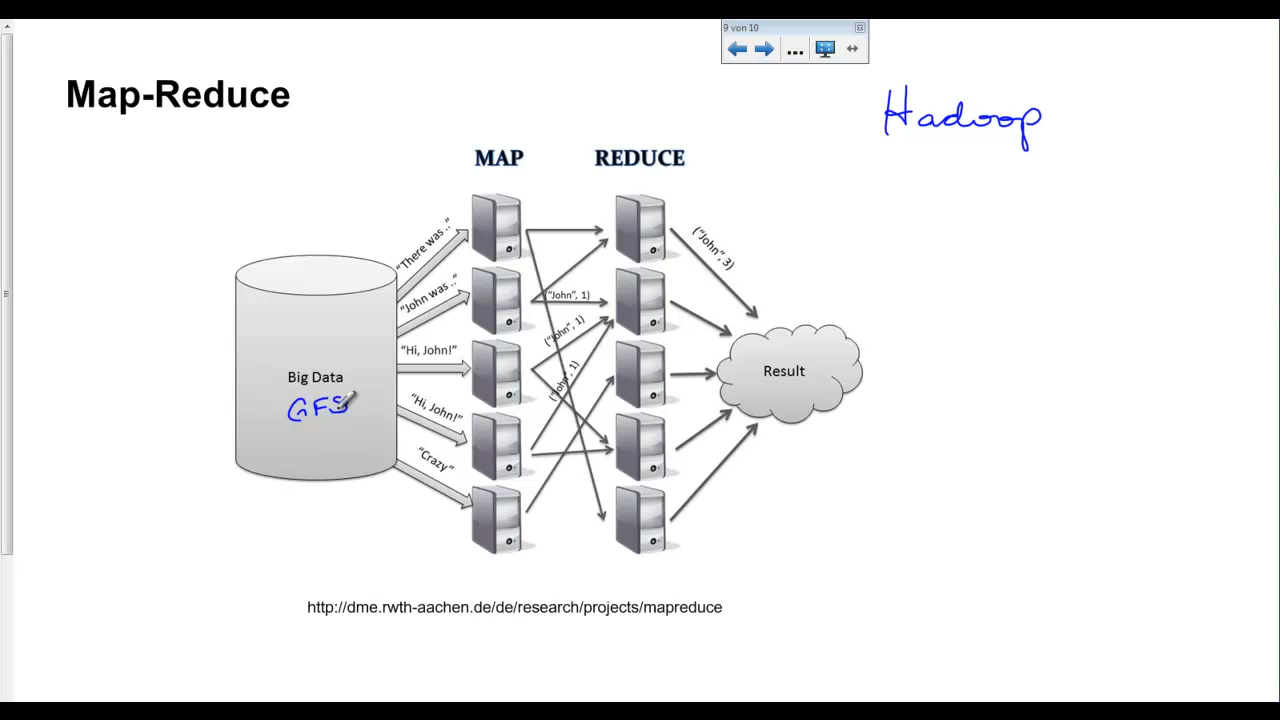 9 von 10
Map-Reduce
Hadoop
MAP
REDUCE
"There was .."
"John was .."
"Hi, John!"
"Hi, John!"
"Crazy"
Big Data
GFS
("John", 1)
("John", 1)
("John", 1)
("John", 3)
Result
http://dme.rwth-aachen.de/de/research/projects/mapreduce